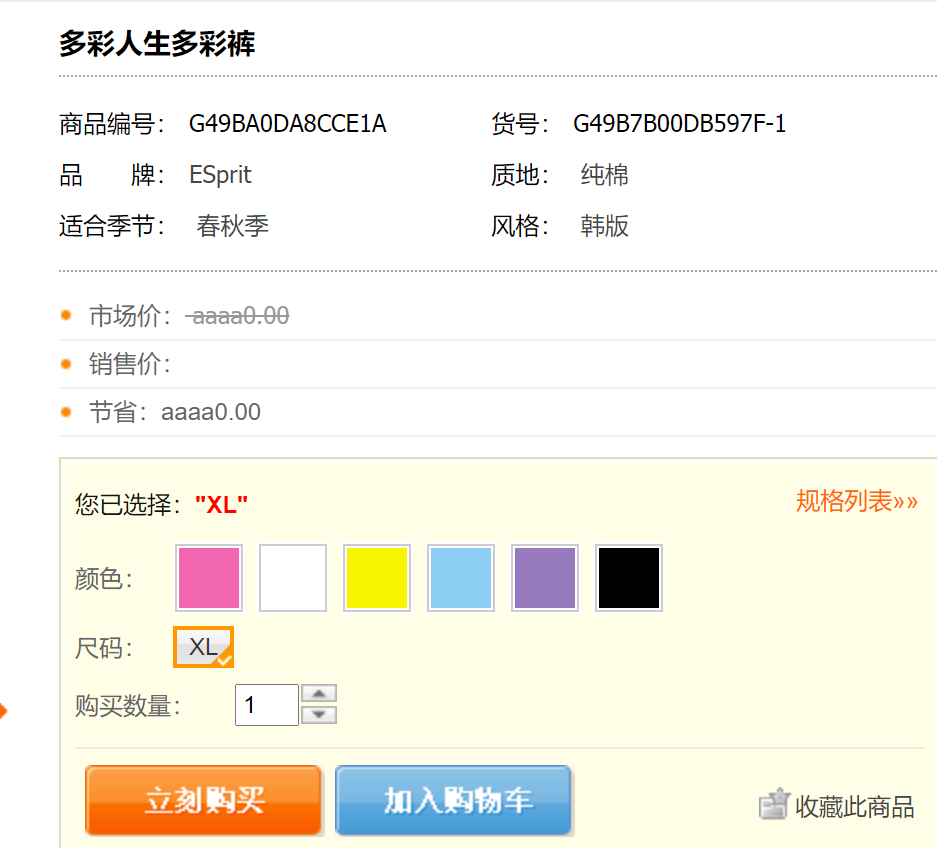 多彩人生多彩裤
商品编号： G49BA0DA8CCE1A 货号： G49B7B00DB597F-1
品 牌： ESprit 质地： 纯棉
适合季节： 春秋季 风格： 韩版
市场价： aaaa0.00
销售价：
节省：aaaa0.00
您已选择："XL" 规格列表»»
颜色：
尺码： XL
购买数量： 1
立刻购买 加入购物车 收藏此商品